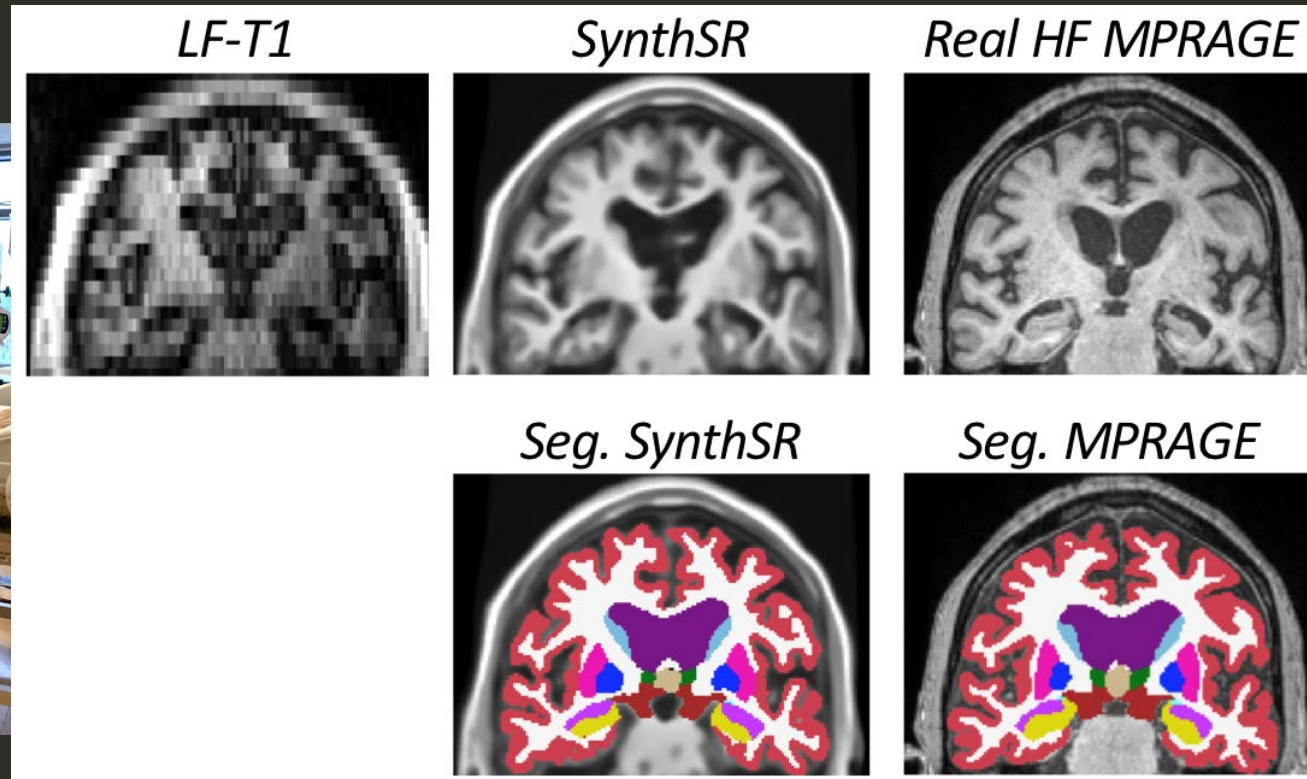 LF-T1
SynthSR
Real HF MPRAGE
Seg. SynthSR
Seg. MPRAGE